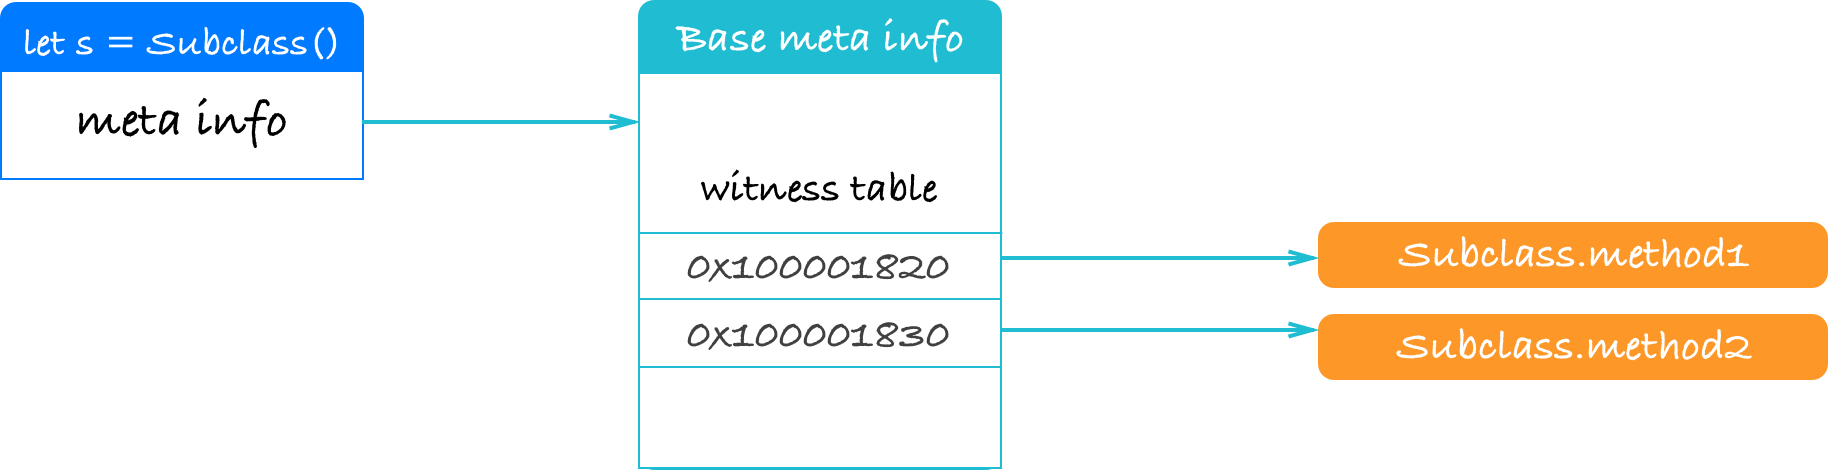 let s = Subclass()
meta info
Base meta info
witness table
0x100001820
0x100001830
Subclass.method1
Subclass.method2